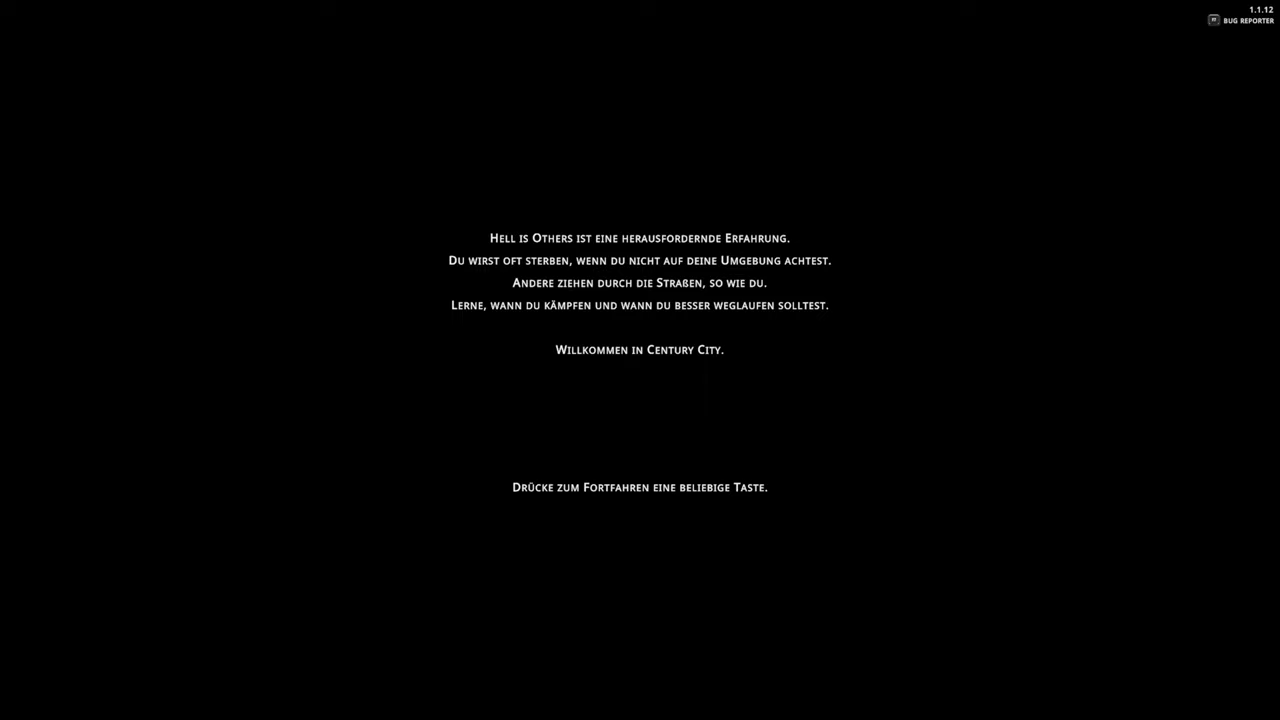 1.1.12
BUG REPORTER
Hell is Others ist eine herausfordernde Erfahrung.
Du wirst oft sterben, wenn du nicht auf deine Umgebung achtest.
Andere ziehen durch die Straßen, so wie du.
Lerne, wann du kämpfen und wann du besser weglaufen solltest.
Willkommen in Century City.
Drücke zum Fortfahren eine beliebige Taste.